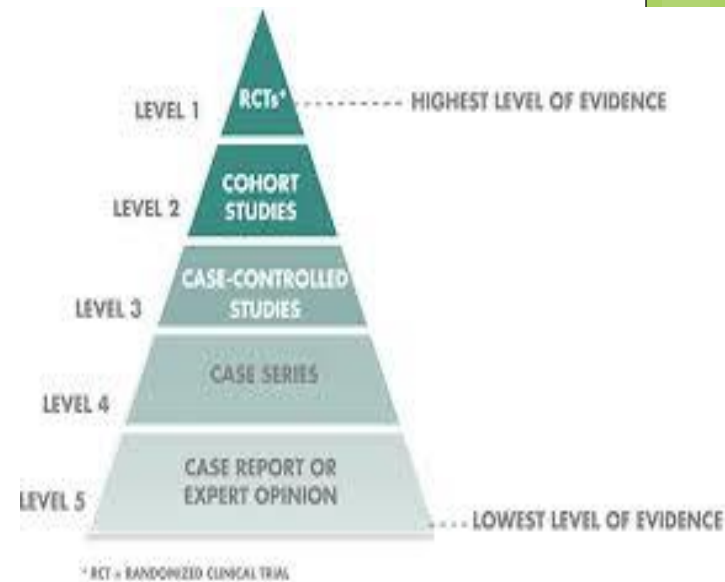 RCTs*
HIGHEST LEVEL OF EVIDENCE
LEVEL 1
COHORT
STUDIES
LEVEL 2
CASE-CONTROLLED
STUDIES
LEVEL 3
CASE SERIES
LEVEL 4
CASE REPORT OR
EXPERT OPINION
LEVEL 5
LOWEST LEVEL OF EVIDENCE
* RCT = RANDOMIZED CLINICAL TRIAL